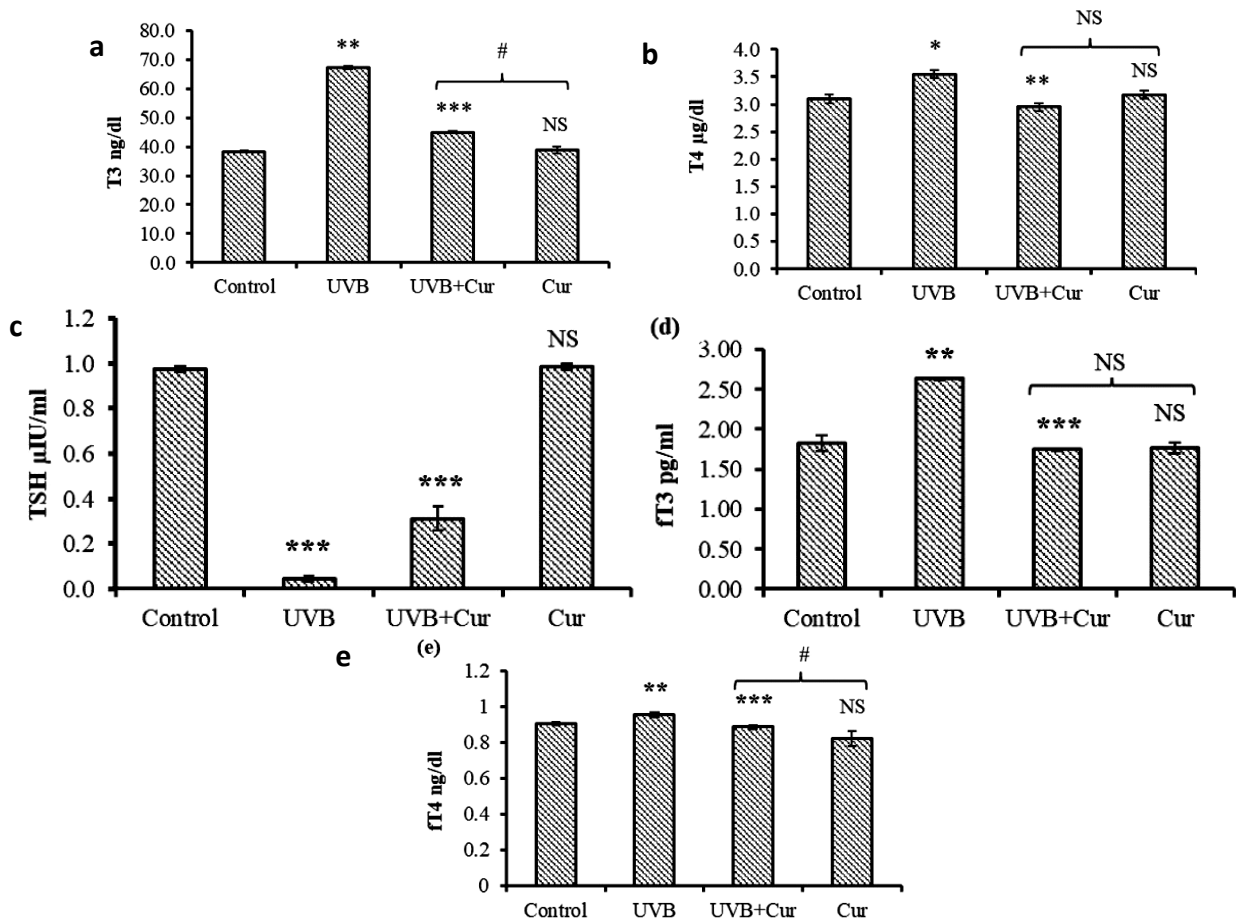 a
T3 ng/dl
80.0
70.0
60.0
50.0
40.0
30.0
20.0
10.0
0.0
**
***
#
NS
Control UVB UVB+Cur Cur
b
T4 µg/dl
4.0
3.5
3.0
2.5
2.0
1.5
1.0
0.5
0.0
*
**
NS
NS
Control UVB UVB+Cur Cur
c
TSH µIU/ml
1.2
1.0
0.8
0.6
0.4
0.2
0.0
***
***
NS
Control UVB UVB+Cur Cur
(d)
fT3 pg/ml
3.00
2.50
2.00
1.50
1.00
0.50
0.00
**
***
NS
NS
Control UVB UVB+Cur Cur
e
(e)
fT4 ng/dl
1.2
1
0.8
0.6
0.4
0.2
0
**
***
#
NS
Control UVB UVB+Cur Cur